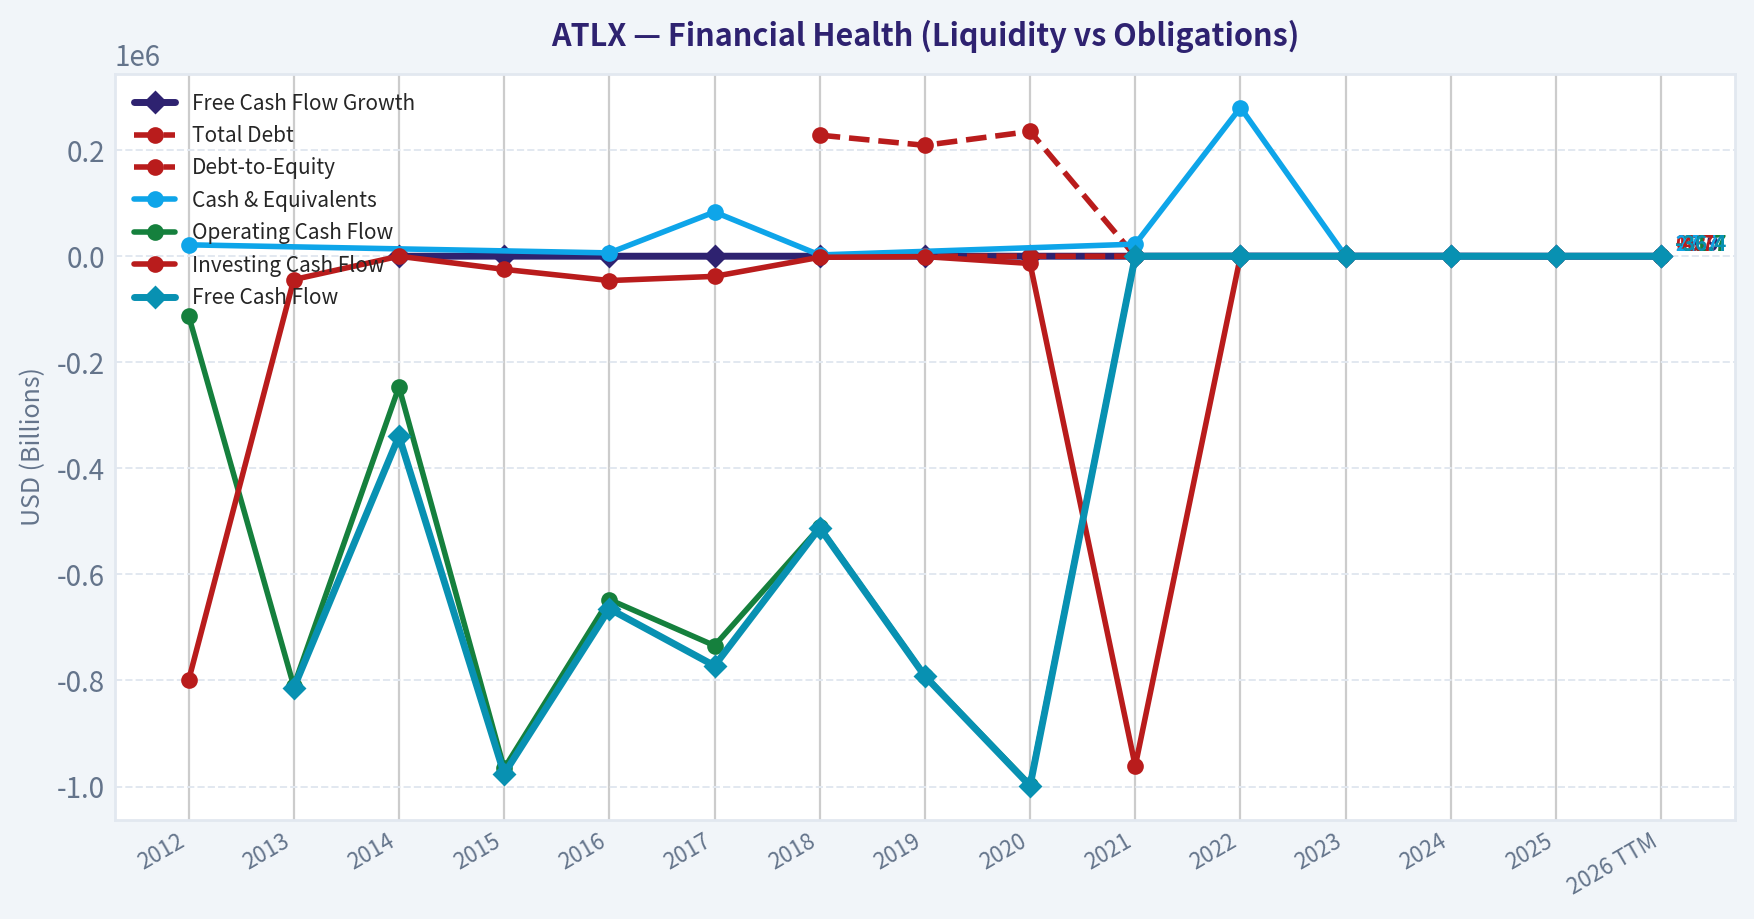 ATLX — Financial Health (Liquidity vs Obligations)
1e6
Free Cash Flow Growth
Total Debt
Debt-to-Equity
Cash & Equivalents
Operating Cash Flow
Investing Cash Flow
Free Cash Flow
0.2
0.0
-0.2
-0.4
-0.6
-0.8
-1.0
USD (Billions)
2012
2013
2014
2015
2016
2017
2018
2019
2020
2021
2022
2023
2024
2025
2026 TTM